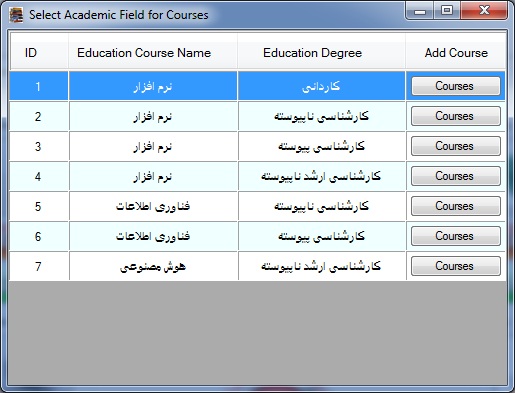 Select Academic Field for Courses
ID Education Course Name Education Degree Add Course
1 نرم افزار کاردانی Courses
2 نرم افزار کارشناسی ناپیوسته Courses
3 نرم افزار کارشناسی پیوسته Courses
4 نرم افزار کارشناسی ارشد ناپیوسته Courses
5 فناوری اطلاعات کارشناسی ناپیوسته Courses
6 فناوری اطلاعات کارشناسی پیوسته Courses
7 هوش مصنوعی کارشناسی ارشد ناپیوسته Courses